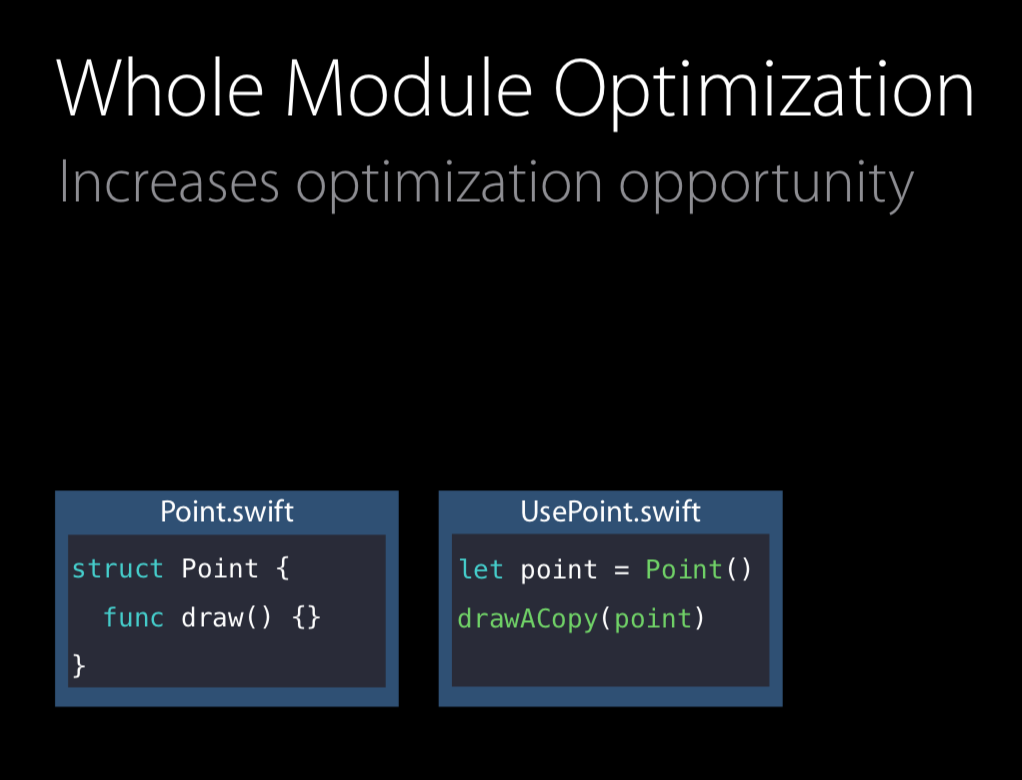 Whole Module Optimization
Increases optimization opportunity
Point.swift
struct Point {
  func draw() {}
}
UsePoint.swift
let point = Point()
drawACopy(point)